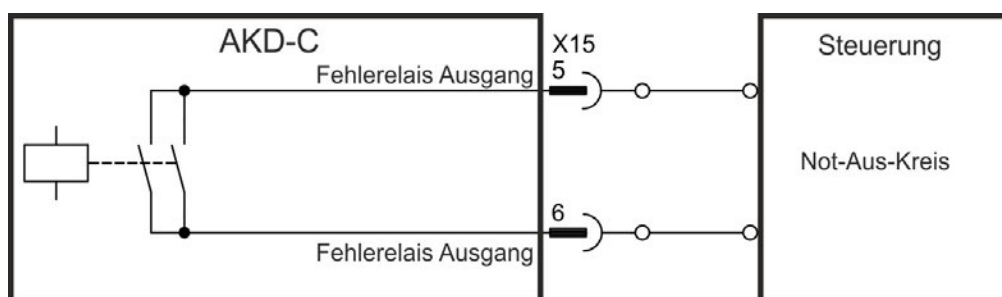 AKD-C
X15
Steuerung
Fehlerelais Ausgang
5
Not-Aus-Kreis
6
Fehlerelais Ausgang